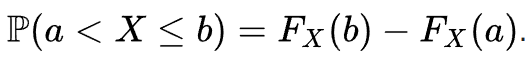 ℙ(a < X ≤ b) = F_X(b) − F_X(a).